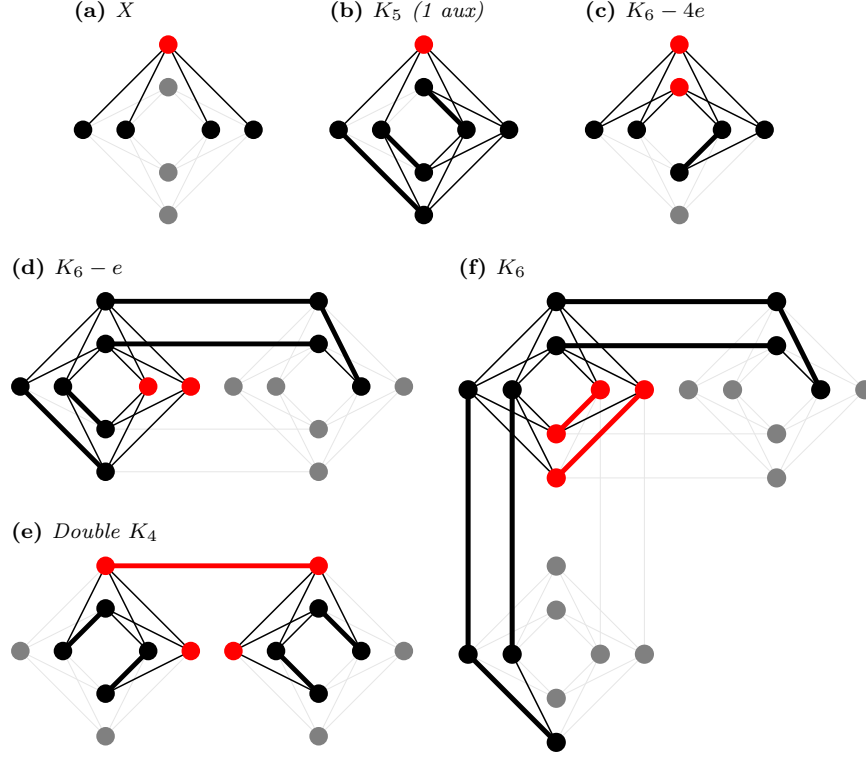 (a) X
(b) K₅ (1 aux)
(c) K₆ − 4e
(d) K₆ − e
(f) K₆
(e) Double K₄